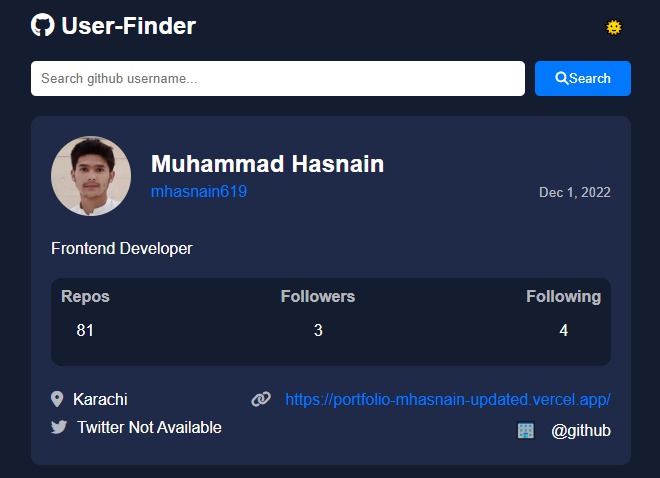 User-Finder
Search github username...
Search
Muhammad Hasnain
mhasnain619
Dec 1, 2022
Frontend Developer
Repos Followers Following
81 3 4
Karachi
https://portfolio-mhasnain-updated.vercel.app/
Twitter Not Available
@github